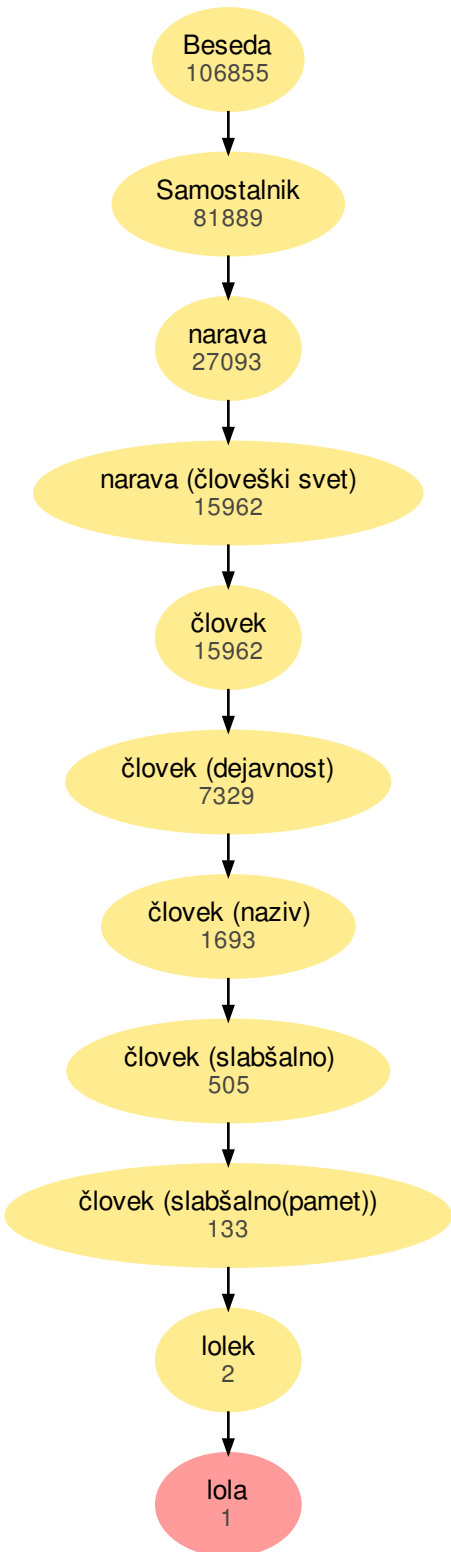 Beseda
106855
Samostalnik
81889
narava
27093
narava (človeški svet)
15962
človek
15962
človek (dejavnost)
7329
človek (naziv)
1693
človek (slabšalno)
505
človek (slabšalno(pamet))
133
lolek
2
lola
1